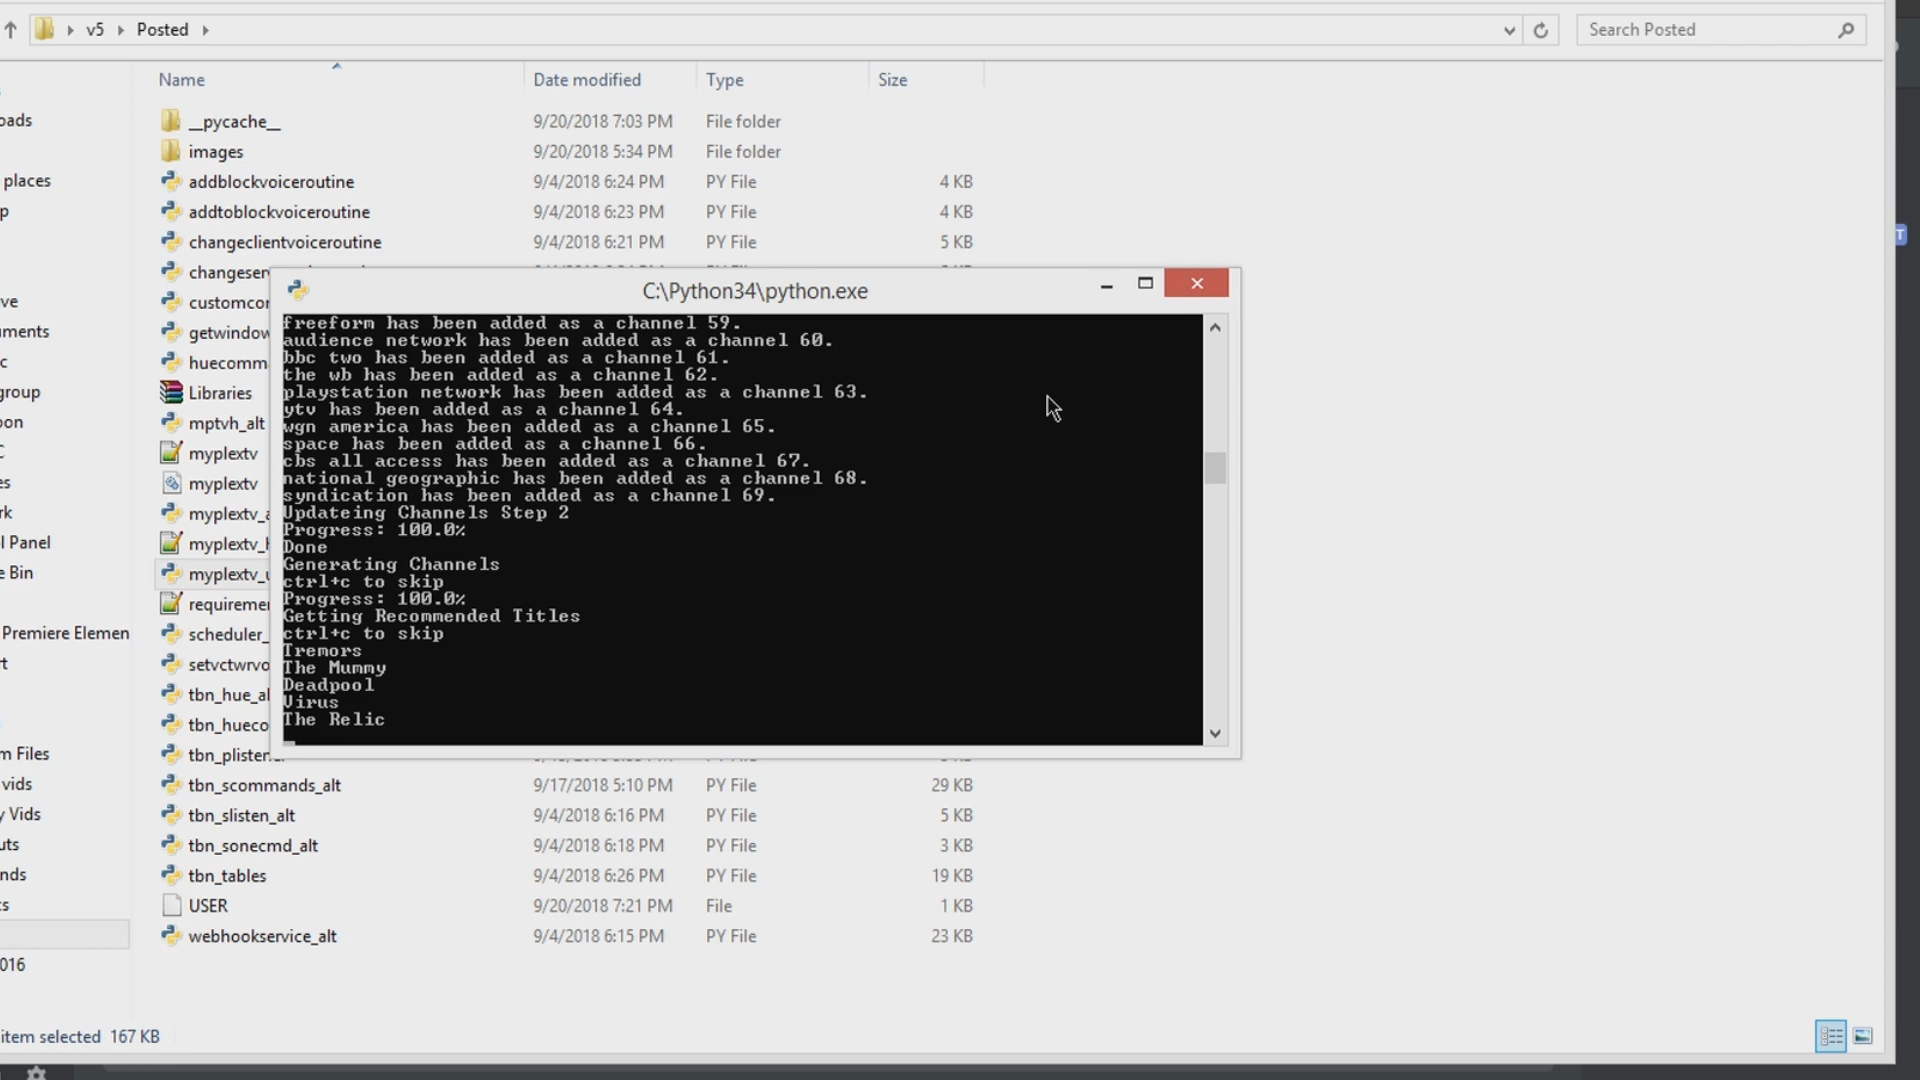 v5 Posted
Search Posted
Name Date modified Type Size
__pycache__ 9/20/2018 7:03 PM File folder
oads
images 9/20/2018 5:34 PM File folder
places
addblockvoiceroutine 9/4/2018 6:24 PM PY File 4 KB
p
addtoblockvoiceroutine 9/4/2018 6:23 PM PY File 4 KB
changeclientvoiceroutine 9/4/2018 6:21 PM PY File 5 KB
changeser
ve
customcor
uments
getwindow
c
huecomm
group
Libraries
oon
mptvh_alt
C
myplextv
es
myplextv
rk
myplextv_a
l Panel
myplextv_h
e Bin
myplextv_u
requiremen
Premiere Elemen
scheduler_
rt
setvctwrvo
tbn_hue_al
tbn_hueco
m Files
tbn_plisten
vids
tbn_scommands_alt 9/17/2018 5:10 PM PY File 29 KB
y Vids
tbn_slisten_alt 9/4/2018 6:16 PM PY File 5 KB
uts
tbn_sonecmd_alt 9/4/2018 6:18 PM PY File 3 KB
nds
tbn_tables 9/4/2018 6:26 PM PY File 19 KB
s
USER 9/20/2018 7:21 PM File 1 KB
webhookservice_alt 9/4/2018 6:15 PM PY File 23 KB
016
item selected 167 KB
C:\Python34\python.exe
freeform has been added as a channel 59.
audience network has been added as a channel 60.
bbc two has been added as a channel 61.
the wb has been added as a channel 62.
playstation network has been added as a channel 63.
ytv has been added as a channel 64.
wgn america has been added as a channel 65.
space has been added as a channel 66.
cbs all access has been added as a channel 67.
national geographic has been added as a channel 68.
syndication has been added as a channel 69.
Updateing Channels Step 2
Progress: 100.0%
Done
Generating Channels
ctrl+c to skip
Progress: 100.0%
Getting Recommended Titles
ctrl+c to skip
Tremors
The Mummy
Deadpool
Virus
The Relic
T